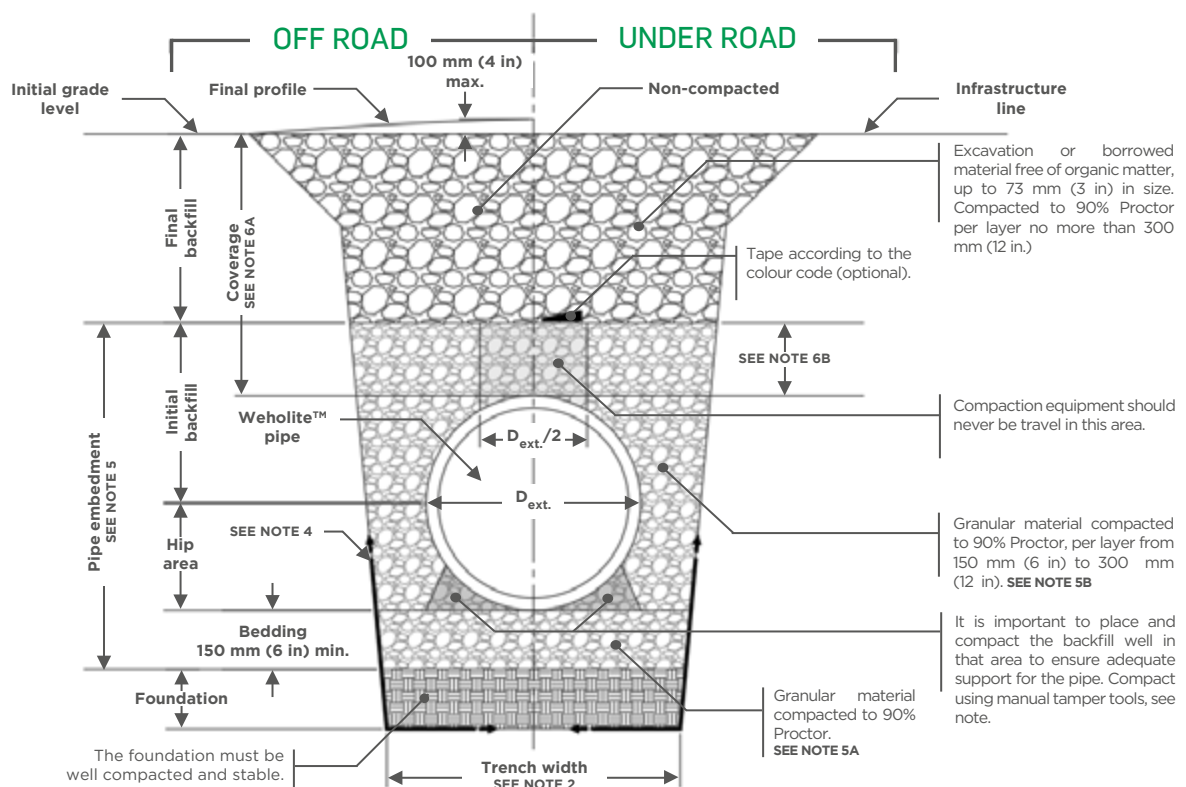 OFF ROAD
UNDER ROAD
100 mm (4 in)
max.
Initial grade
level
Final profile
Non-compacted
Infrastructure
line
Excavation or borrowed
material free of organic matter,
up to 73 mm (3 in) in size.
Compacted to 90% Proctor
per layer no more than 300
mm (12 in.)
Final
backfill
Coverage
SEE NOTE 6A
Tape according to the
colour code (optional).
SEE NOTE 6B
Initial
backfill
Weholite™
pipe
Dext./2
Compaction equipment should
never be travel in this area.
Pipe embedment
SEE NOTE 5
Dext.
SEE NOTE 4
Hip
area
Granular material compacted
to 90% Proctor, per layer from
150 mm (6 in) to 300 mm
(12 in). SEE NOTE 5B
Bedding
150 mm (6 in) min.
It is important to place and
compact the backfill well in
that area to ensure adequate
support for the pipe. Compact
using manual tamper tools, see
note.
Foundation
Granular material
compacted to 90%
Proctor.
SEE NOTE 5A
The foundation must be
well compacted and stable.
Trench width
SEE NOTE 2